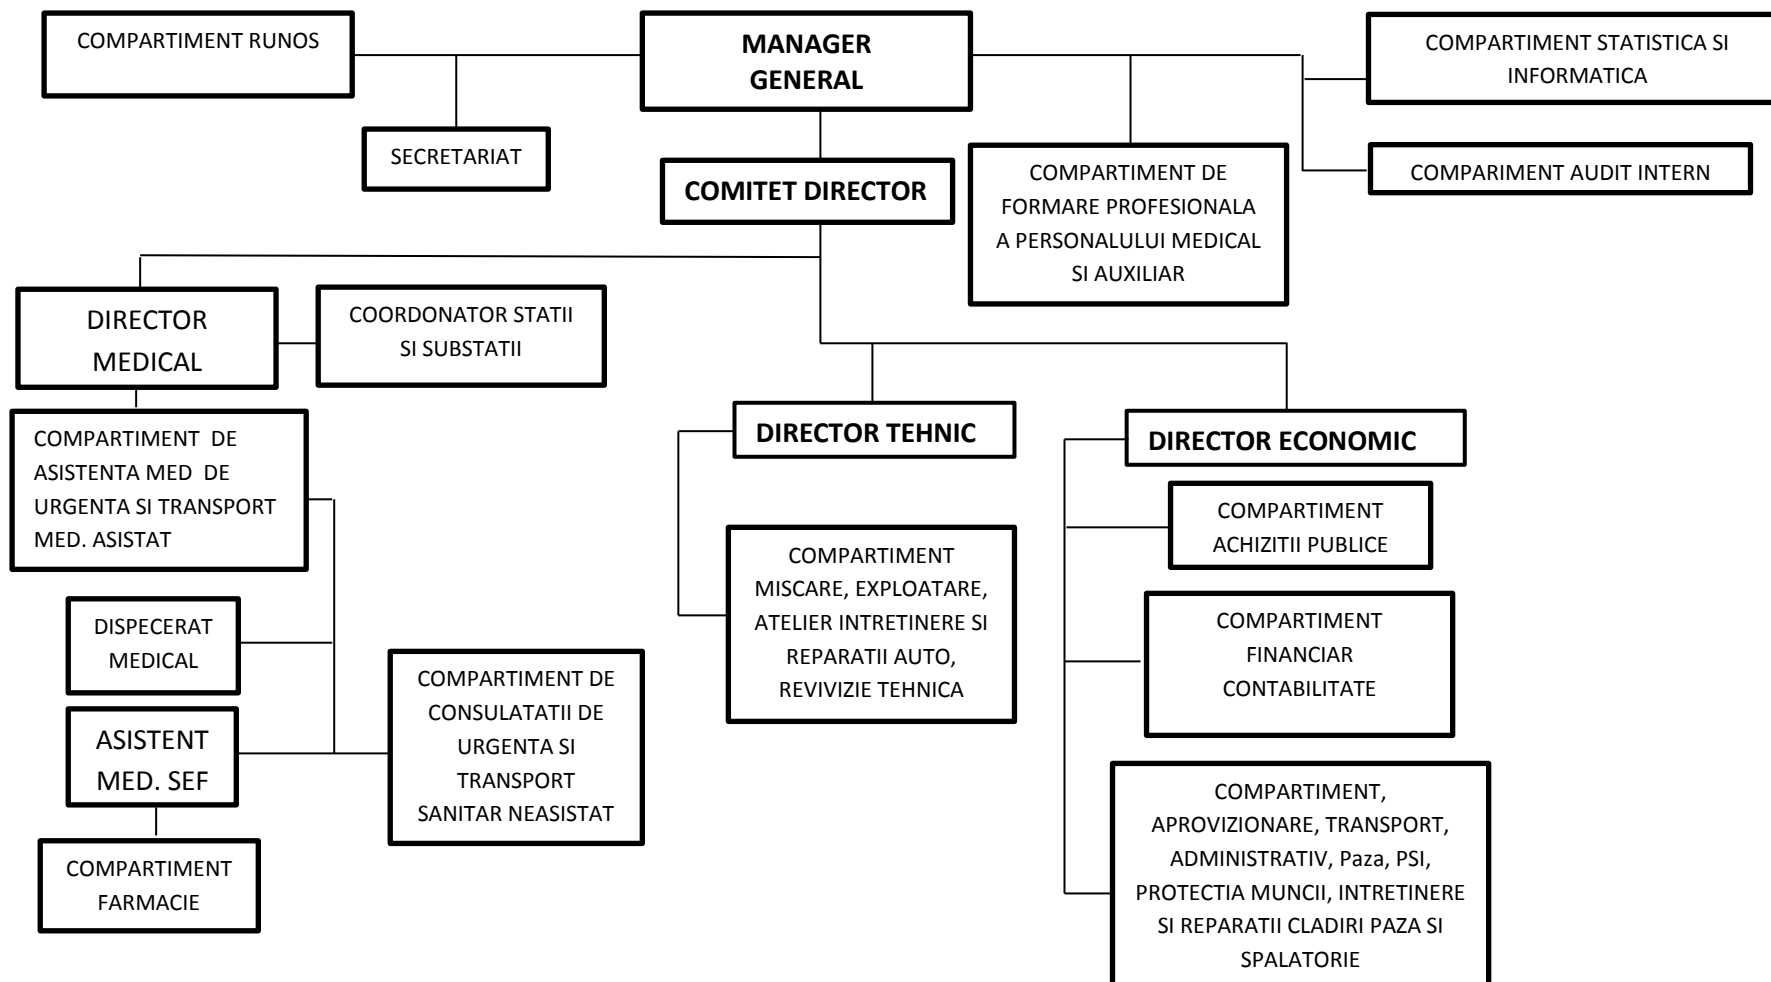 COMPARTIMENT RUNOS
MANAGER
GENERAL
COMPARTIMENT STATISTICA SI
INFORMATICA
SECRETARIAT
COMITET DIRECTOR
COMPARTIMENT DE
FORMARE PROFESIONALA
A PERSONALULUI MEDICAL
SI AUXILIAR
COMPARIMENT AUDIT INTERN
DIRECTOR
MEDICAL
COORDONATOR STATII
SI SUBSTATII
COMPARTIMENT DE
ASISTENTA MED DE
URGENTA SI TRANSPORT
MED. ASISTAT
DIRECTOR TEHNIC
DIRECTOR ECONOMIC
COMPARTIMENT
ACHIZITII PUBLICE
COMPARTIMENT
MISCARE, EXPLOATARE,
ATELIER INTRETINERE SI
REPARATII AUTO,
REVIVIZIE TEHNICA
DISPECERAT
MEDICAL
COMPARTIMENT
FINANCIAR
CONTABILITATE
COMPARTIMENT DE
CONSULATATII DE
URGENTA SI
TRANSPORT
SANITAR NEASISTAT
ASISTENT
MED. SEF
COMPARTIMENT
FARMACIE
COMPARTIMENT,
APROVIZIONARE, TRANSPORT,
ADMINISTRATIV, Paza, PSI,
PROTECTIA MUNCII, INTRETINERE
SI REPARATII CLADIRI PAZA SI
SPALATORIE